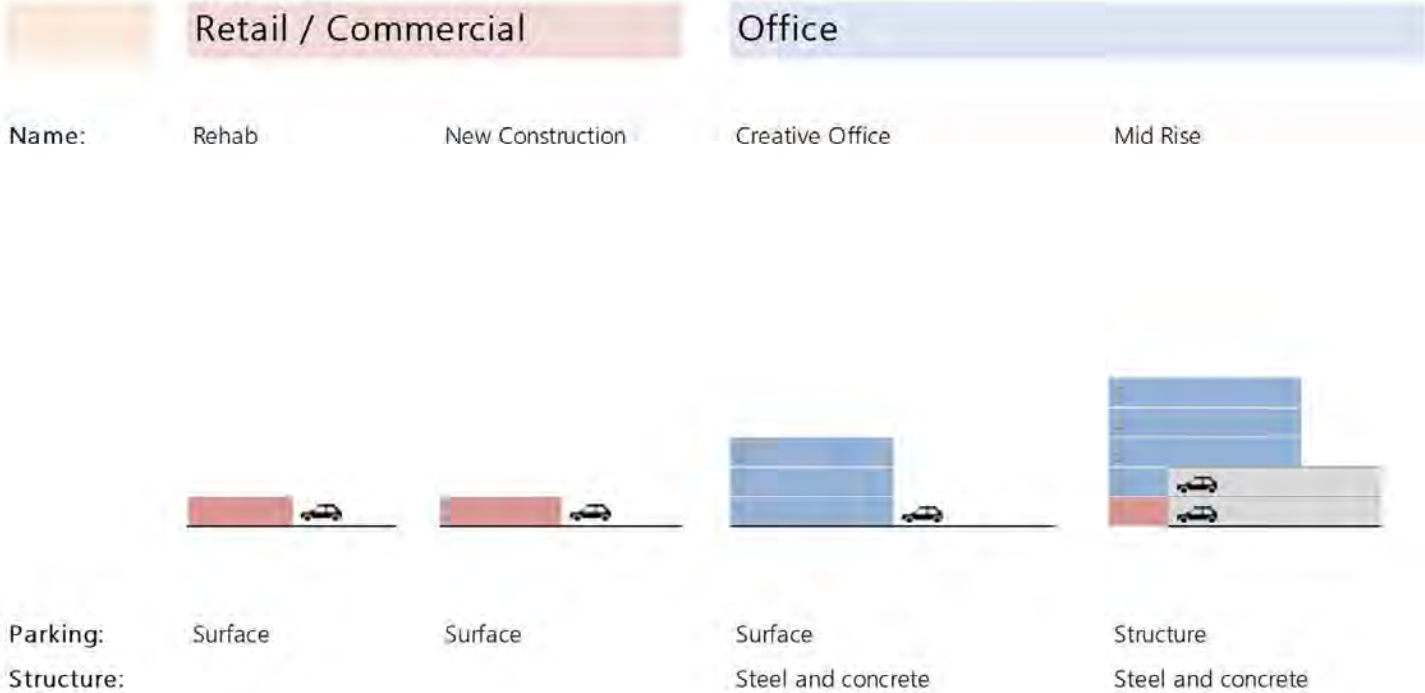 Retail / Commercial Office
Name: Rehab New Construction Creative Office Mid Rise
Parking: Surface Surface Surface Structure
Structure: Steel and concrete Steel and concrete